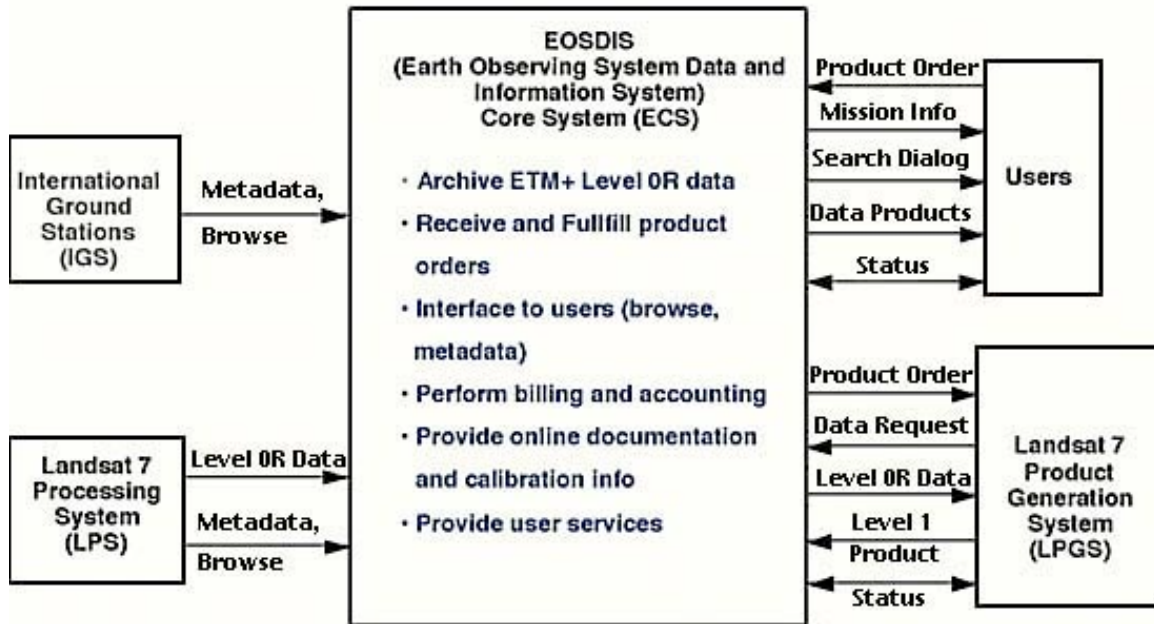 EOSDIS
(Earth Observing System Data and
Information System)
Core System (ECS)
• Archive ETM+ Level 0R data
• Receive and Fullfill product
orders
• Interface to users (browse,
metadata)
• Perform billing and accounting
• Provide online documentation
and calibration info
• Provide user services
International
Ground
Stations
(IGS)
Metadata,
Browse
Landsat 7
Processing
System
(LPS)
Level 0R Data
Metadata,
Browse
Product Order
Mission Info
Search Dialog
Data Products
Status
Users
Product Order
Data Request
Level 0R Data
Level 1
Product
Status
Landsat 7
Product
Generation
System
(LPGS)